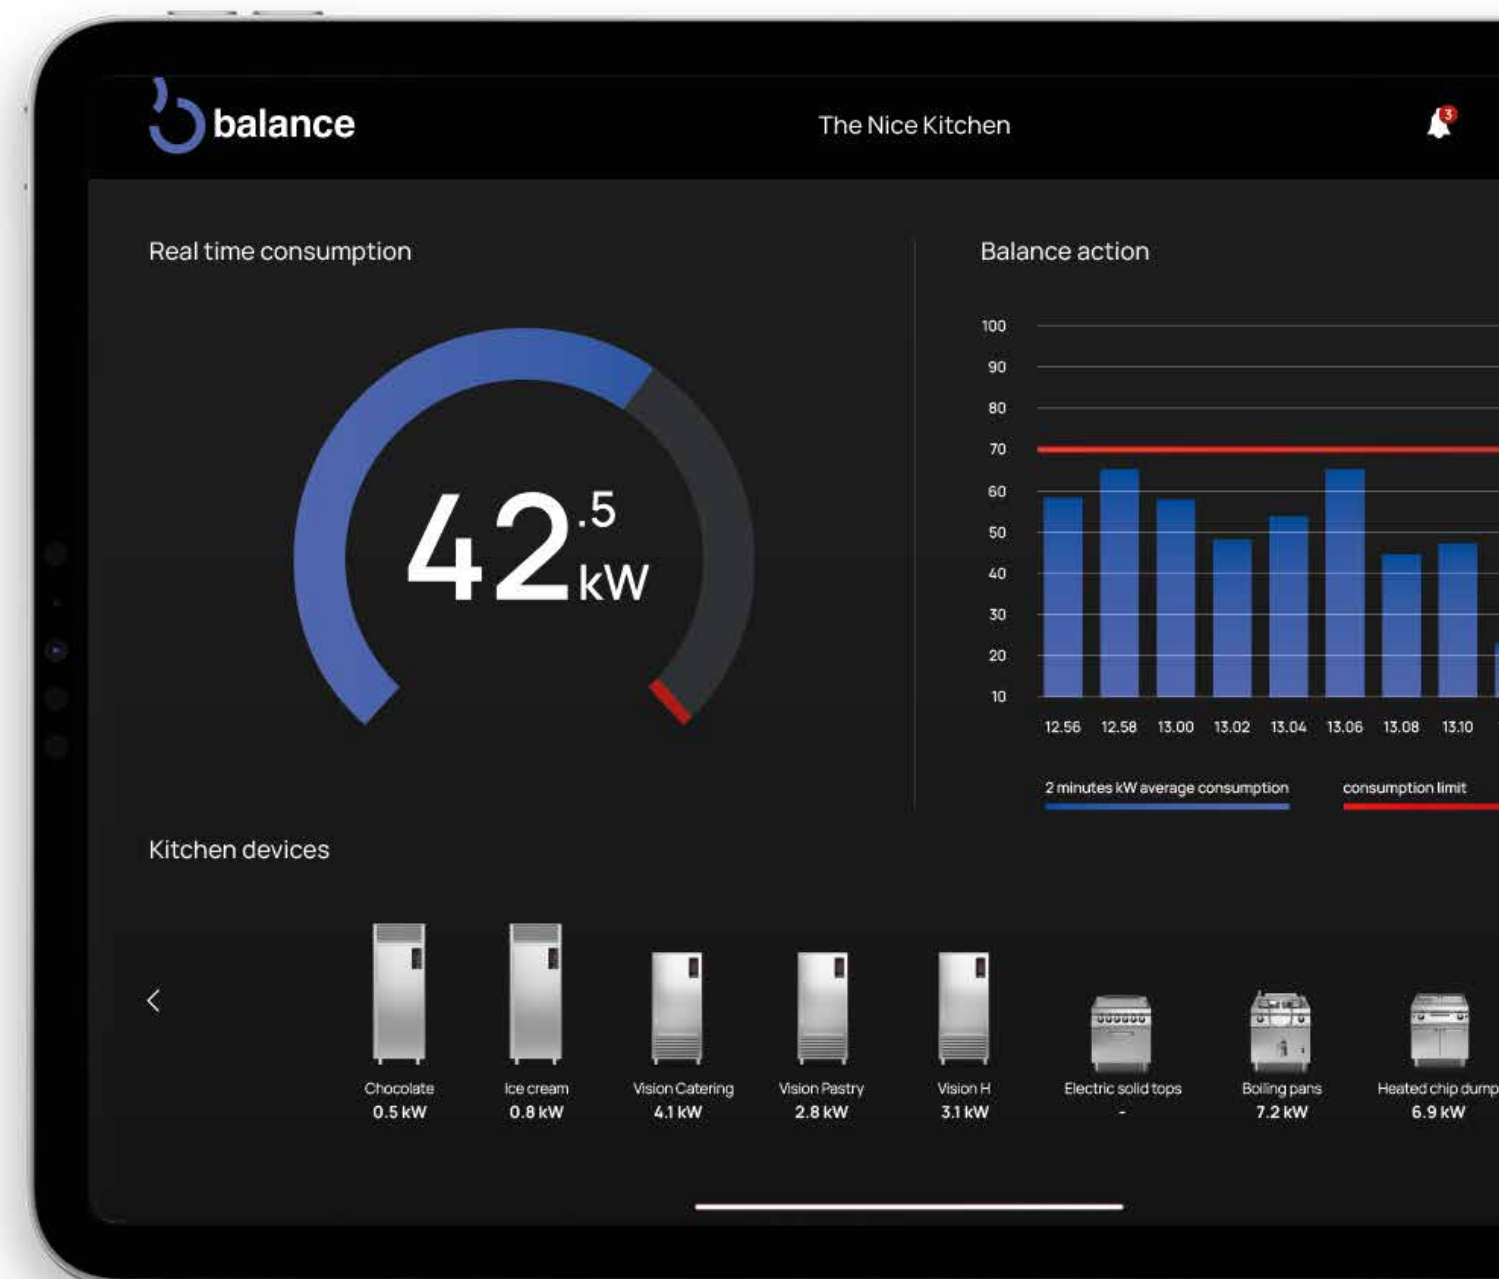 balance
The Nice Kitchen
3
Real time consumption
42.5
kW
Balance action
100
90
80
70
60
50
40
30
20
10
12.56 12.58 13.00 13.02 13.04 13.06 13.08 13.10
2 minutes kW average consumption
consumption limit
Kitchen devices
Chocolate
0.5 kW
Ice cream
0.8 kW
Vision Catering
4.1 kW
Vision Pastry
2.8 kW
Vision H
3.1 kW
Electric solid tops
-
Boiling pans
7.2 kW
Heated chip dump
6.9 kW